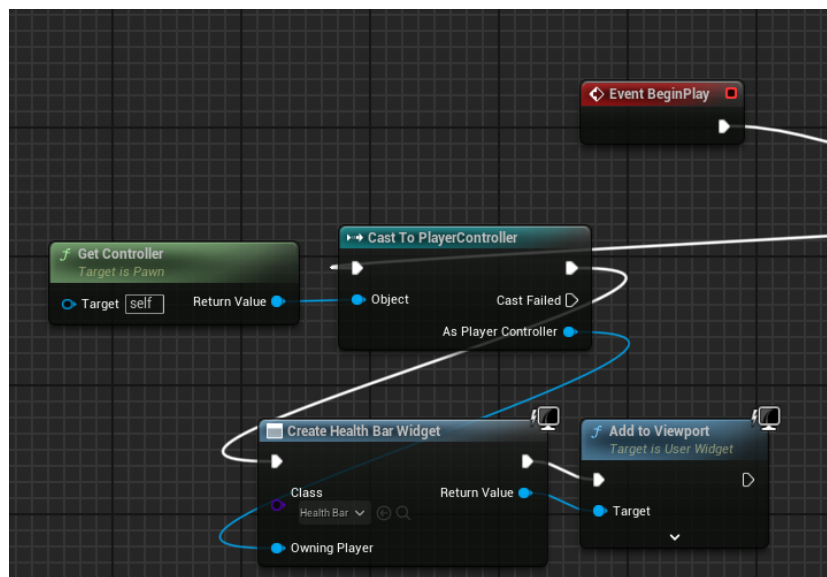 Event BeginPlay
Cast To PlayerController
f Get Controller
Target is Pawn
Target self Return Value
Object Cast Failed
As Player Controller
Create Health Bar Widget
f Add to Viewport
Target is User Widget
Class
Return Value
Health Bar
Target
Owning Player